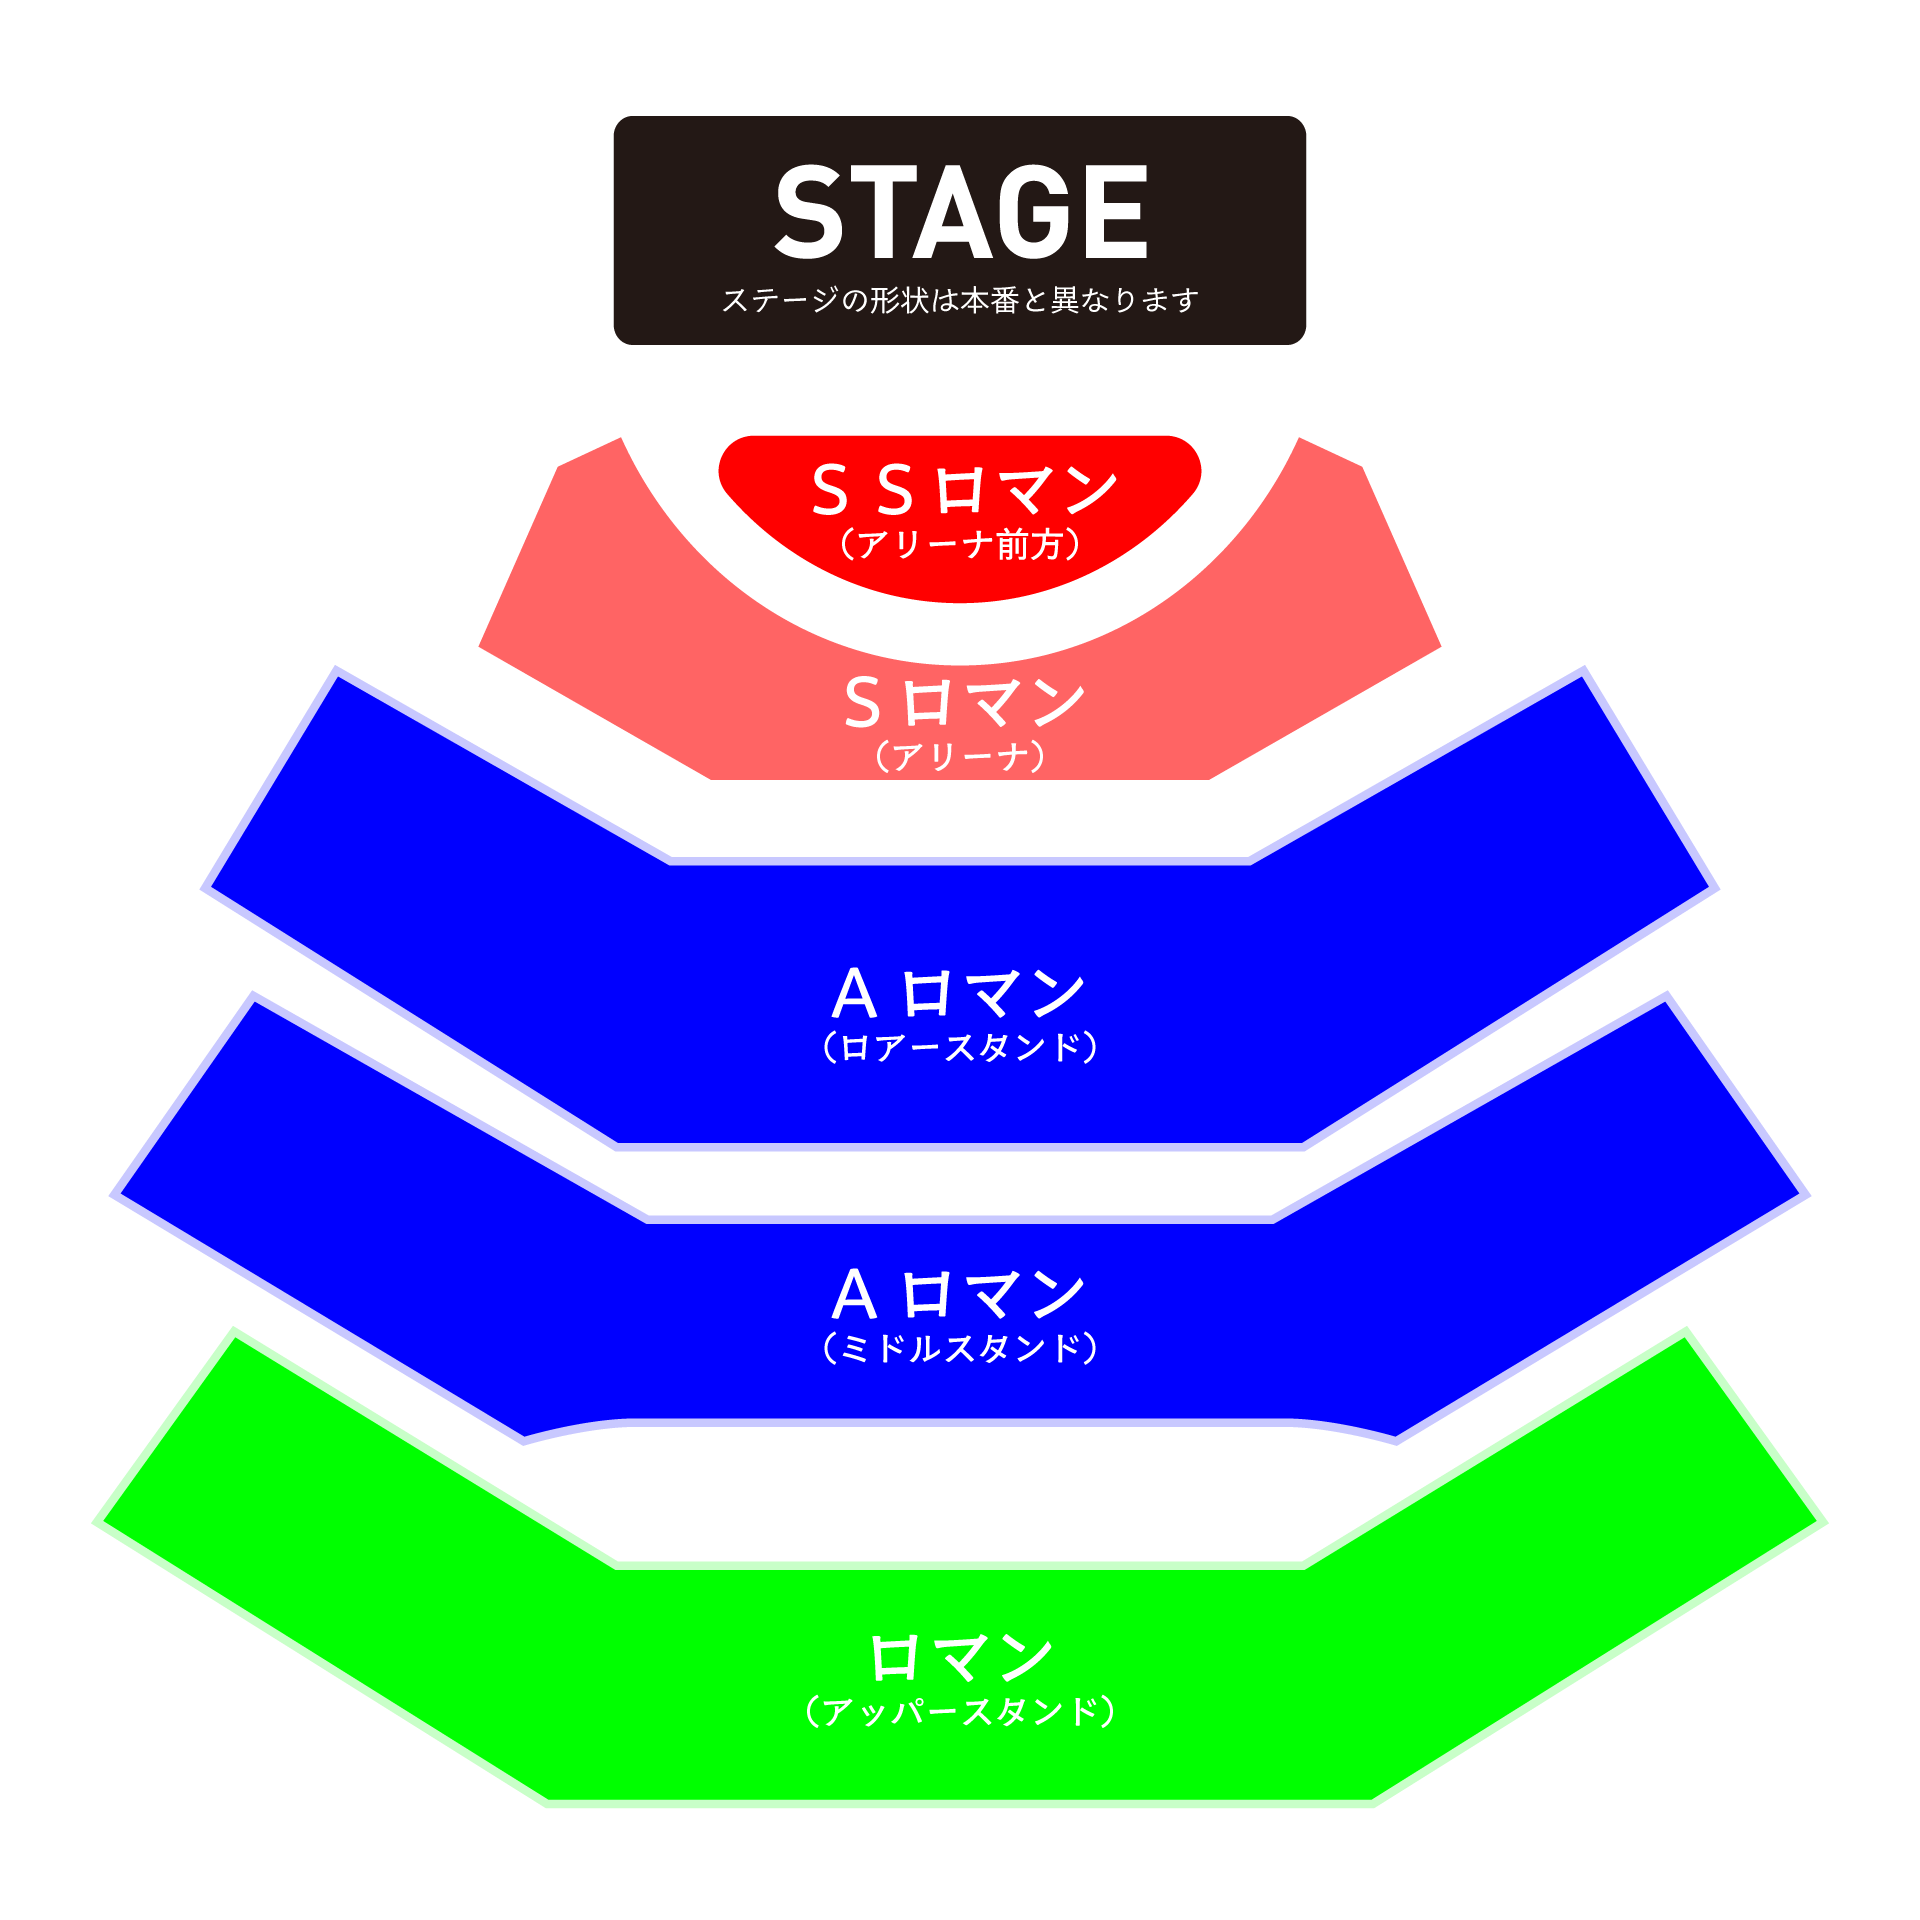 STAGE
ステージの形状は本番と異なります
ＳＳロマン
（アリーナ前方）
Ｓロマン
（アリーナ）
Ａロマン
（ロアースタンド）
Ａロマン
（ミドルスタンド）
ロマン
（アッパースタンド）